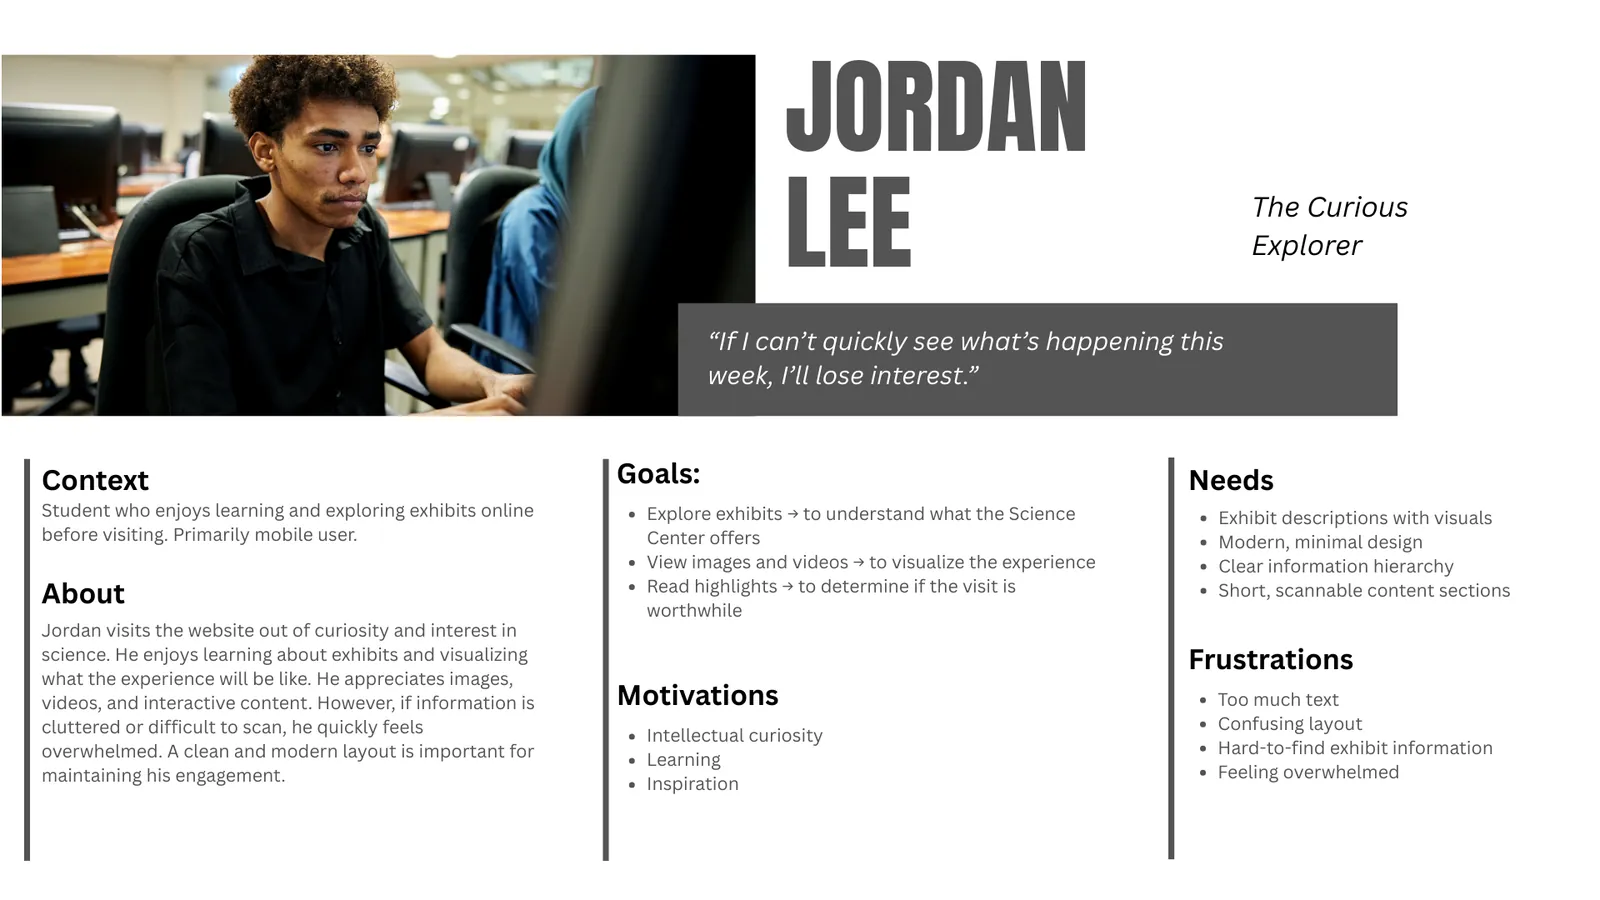 JORDAN
LEE
The Curious
Explorer
“If I can’t quickly see what’s happening this
week, I’ll lose interest.”
Context
Student who enjoys learning and exploring exhibits online
before visiting. Primarily mobile user.
About
Jordan visits the website out of curiosity and interest in
science. He enjoys learning about exhibits and visualizing
what the experience will be like. He appreciates images,
videos, and interactive content. However, if information is
cluttered or difficult to scan, he quickly feels
overwhelmed. A clean and modern layout is important for
maintaining his engagement.
Goals:
• Explore exhibits → to understand what the Science
Center offers
• View images and videos → to visualize the experience
• Read highlights → to determine if the visit is
worthwhile
Motivations
• Intellectual curiosity
• Learning
• Inspiration
Needs
• Exhibit descriptions with visuals
• Modern, minimal design
• Clear information hierarchy
• Short, scannable content sections
Frustrations
• Too much text
• Confusing layout
• Hard-to-find exhibit information
• Feeling overwhelmed